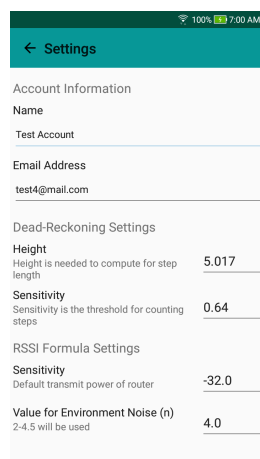 100% 7:00 AM
← Settings
Account Information
Name
Test Account
Email Address
test4@mail.com
Dead-Reckoning Settings
Height
Height is needed to compute for step
length
5.017
Sensitivity
Sensitivity is the threshold for counting
steps
0.64
RSSI Formula Settings
Sensitivity
Default transmit power of router
-32.0
Value for Environment Noise (n)
2-4.5 will be used
4.0